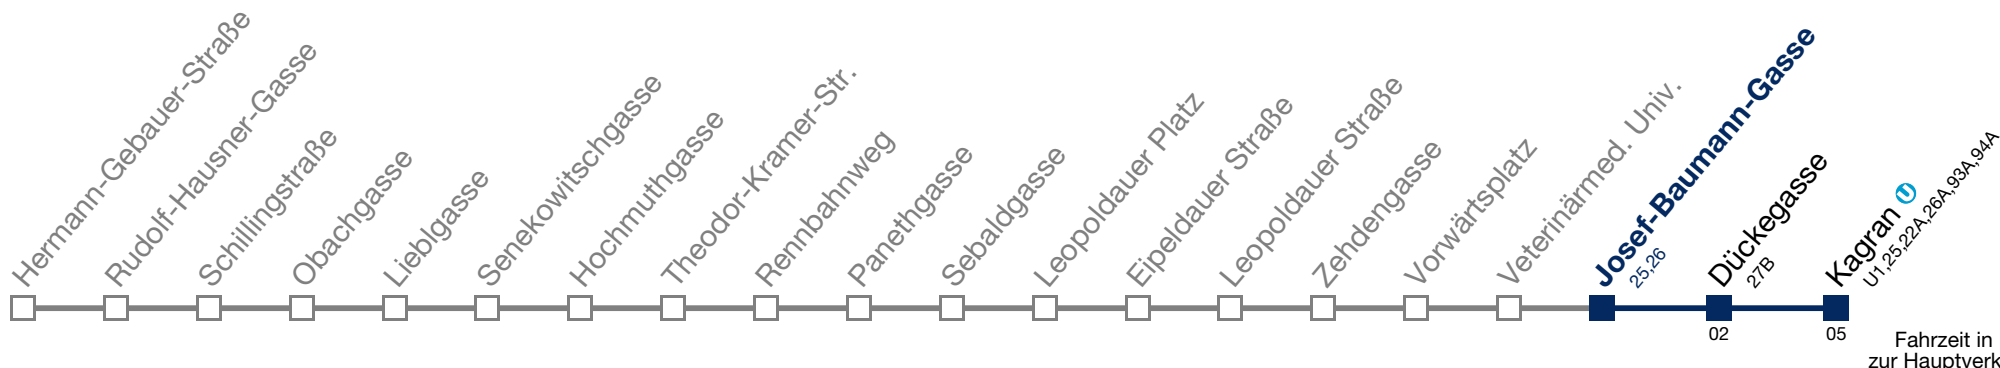 Hermann-Gebauer-Straße
Rudolf-Hausner-Gasse
Schillingstraße
Obachgasse
Lieblgasse
Senekowitschgasse
Hochmuthgasse
Theodor-Kramer-Str.
Rennbahnweg
Panethgasse
Sebaldgasse
Leopoldauer Platz
Eipeldauer Straße
Leopoldauer Straße
Zehdengasse
Vorwärtsplatz
Veterinärmed. Univ.
Josef-Baumann-Gasse
25,26
Dückegasse
27B
02
Kagran U
U1,25,22A,26A,93A,94A
05
Fahrzeit in
zur Hauptverk